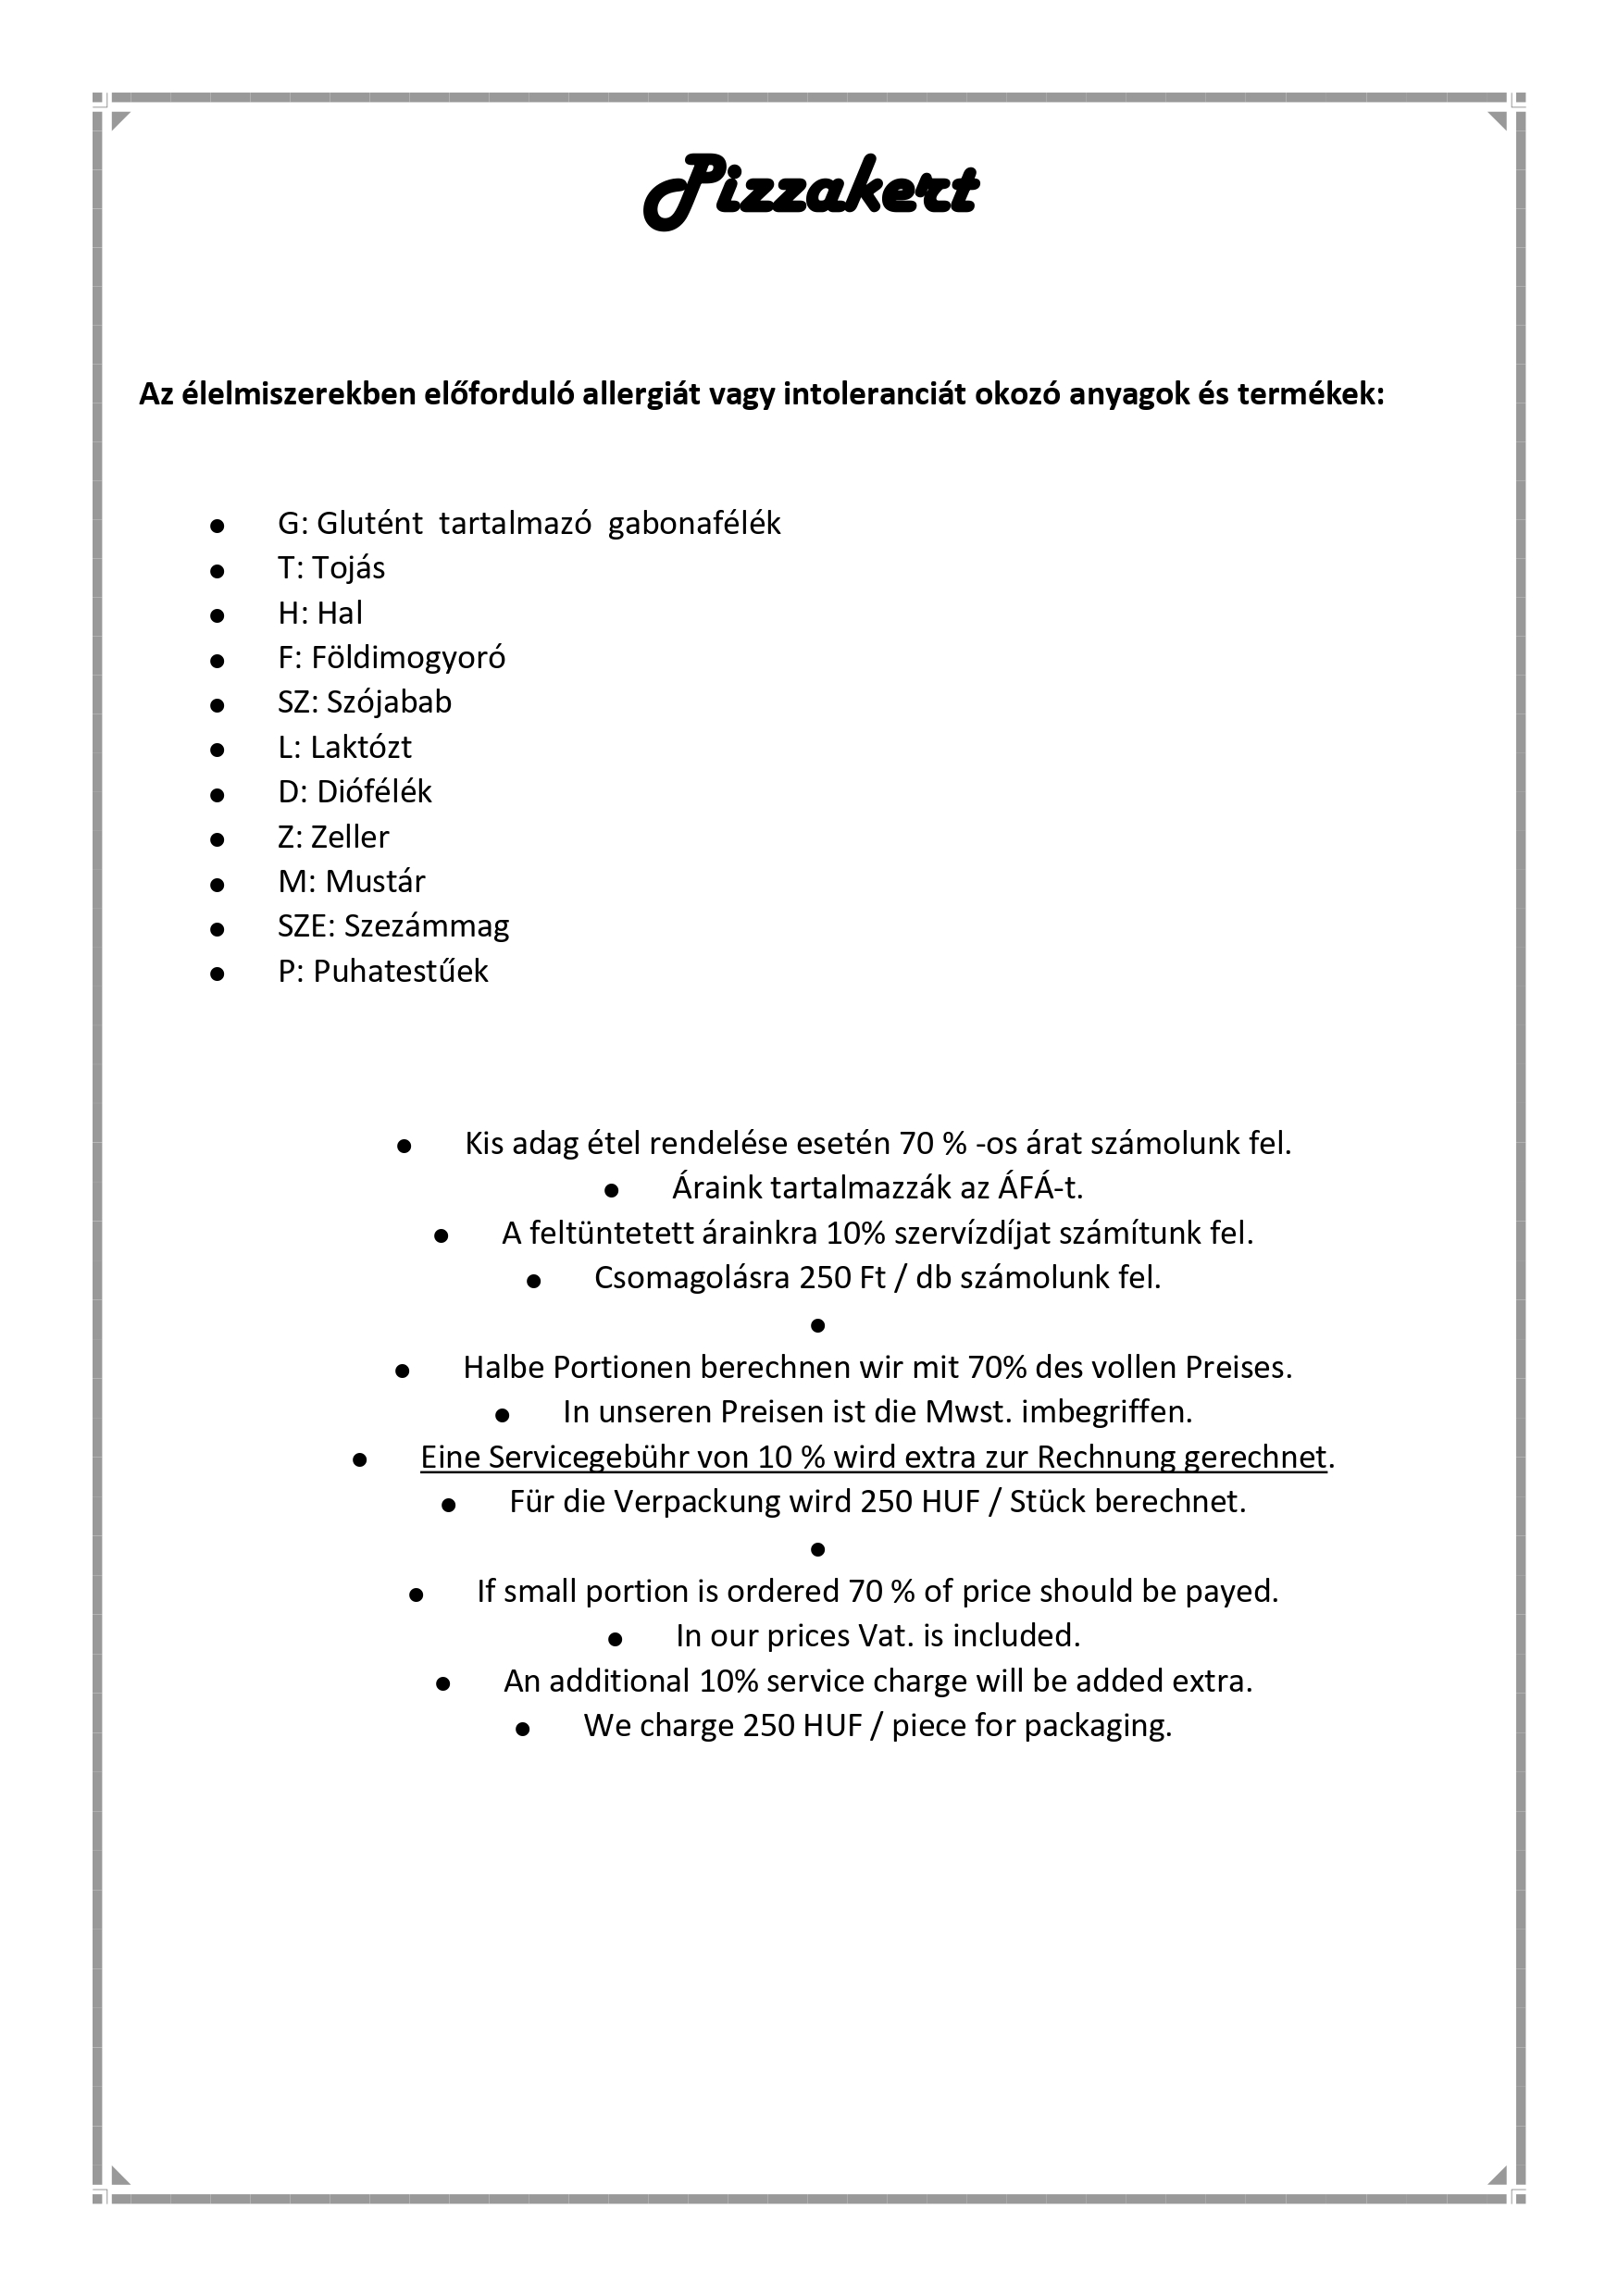 Pizzakert
Az élelmiszerekben előforduló allergiát vagy intoleranciát okozó anyagok és termékek:
● G: Glutént tartalmazó gabonafélék
● T: Tojás
● H: Hal
● F: Földimogyoró
● SZ: Szójabab
● L: Laktózt
● D: Diófélék
● Z: Zeller
● M: Mustár
● SZE: Szezámmag
● P: Puhatestűek
● Kis adag étel rendelése esetén 70 % -os árat számolunk fel.
● Áraink tartalmazzák az ÁFÁ-t.
● A feltüntetett árainkra 10% szervízdíjat számítunk fel.
● Csomagolásra 250 Ft / db számolunk fel.
●
● Halbe Portionen berechnen wir mit 70% des vollen Preises.
● In unseren Preisen ist die Mwst. imbegriffen.
● Eine Servicegebühr von 10 % wird extra zur Rechnung gerechnet.
● Für die Verpackung wird 250 HUF / Stück berechnet.
●
● If small portion is ordered 70 % of price should be payed.
● In our prices Vat. is included.
● An additional 10% service charge will be added extra.
● We charge 250 HUF / piece for packaging.